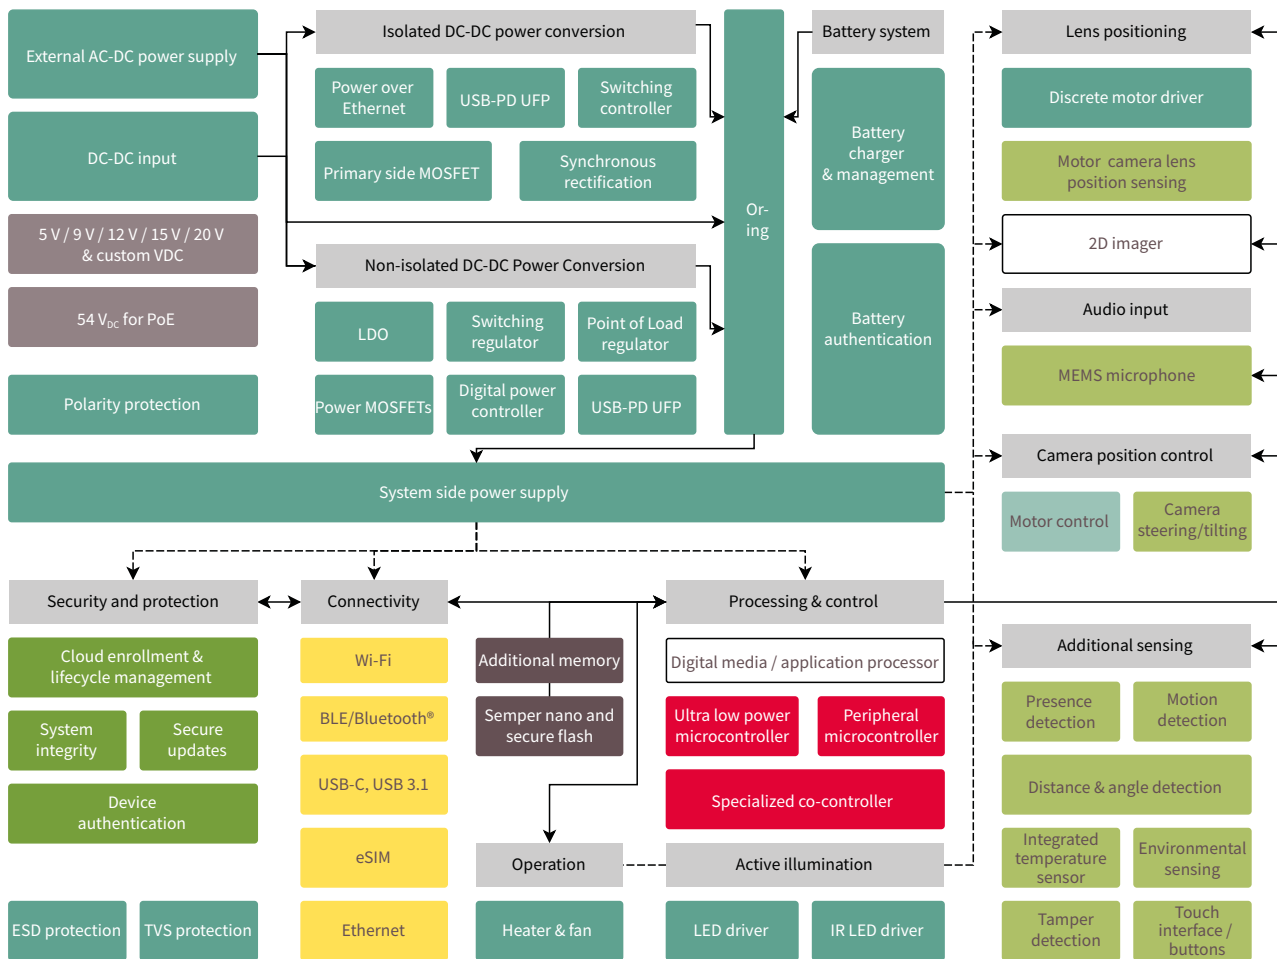 External AC-DC power supply
DC-DC input
5 V / 9 V / 12 V / 15 V / 20 V
& custom VDC
54 VDC for PoE
Polarity protection
Isolated DC-DC power conversion
Power over
Ethernet
USB-PD UFP
Switching
controller
Primary side MOSFET
Synchronous
rectification
Non-isolated DC-DC Power Conversion
LDO
Switching
regulator
Point of Load
regulator
Power MOSFETs
Digital power
controller
USB-PD UFP
Or-
ing
Battery system
Battery
charger
& management
Battery
authentication
System side power supply
Lens positioning
Discrete motor driver
Motor camera lens
position sensing
2D imager
Audio input
MEMS microphone
Camera position control
Motor control
Camera
steering/tilting
Security and protection
Cloud enrollment &
lifecycle management
System
integrity
Secure
updates
Device
authentication
ESD protection
TVS protection
Connectivity
Wi-Fi
BLE/Bluetooth®
USB-C, USB 3.1
eSIM
Ethernet
Additional memory
Semper nano and
secure flash
Operation
Heater & fan
Processing & control
Digital media / application processor
Ultra low power
microcontroller
Peripheral
microcontroller
Specialized co-controller
Active illumination
LED driver
IR LED driver
Additional sensing
Presence
detection
Motion
detection
Distance & angle detection
Integrated
temperature
sensor
Environmental
sensing
Tamper
detection
Touch
interface /
buttons